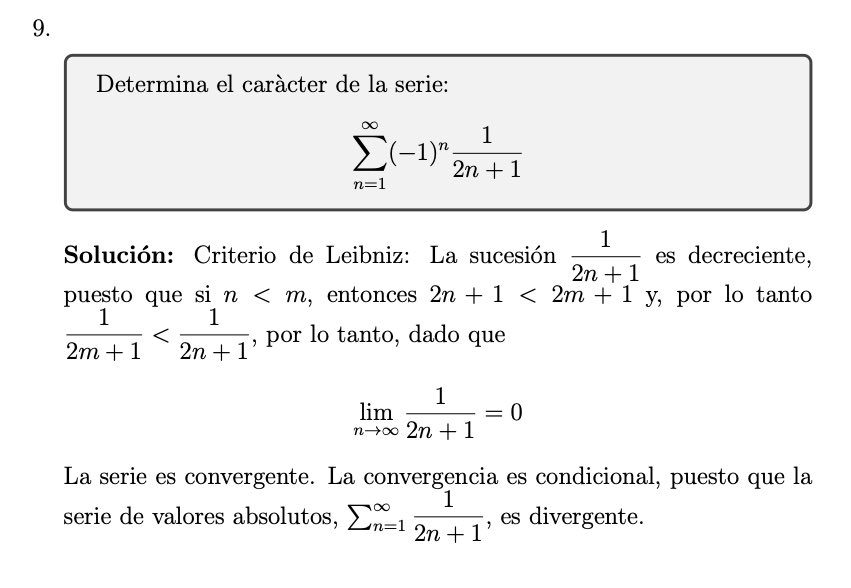 9.
Determina el caràcter de la serie:
$$\sum_{n=1}^{\infty} (-1)^n \frac{1}{2n+1}$$
**Solución:** Criterio de Leibniz: La sucesión $\frac{1}{2n+1}$ es decreciente,
puesto que si $n < m$, entonces $2n + 1 < 2m + 1$ y, por lo tanto
$\frac{1}{2m+1} < \frac{1}{2n+1}$, por lo tanto, dado que
$$\lim_{n \to \infty} \frac{1}{2n+1} = 0$$
La serie es convergente. La convergencia es condicional, puesto que la
serie de valores absolutos, $\sum_{n=1}^{\infty} \frac{1}{2n+1}$, es divergente.